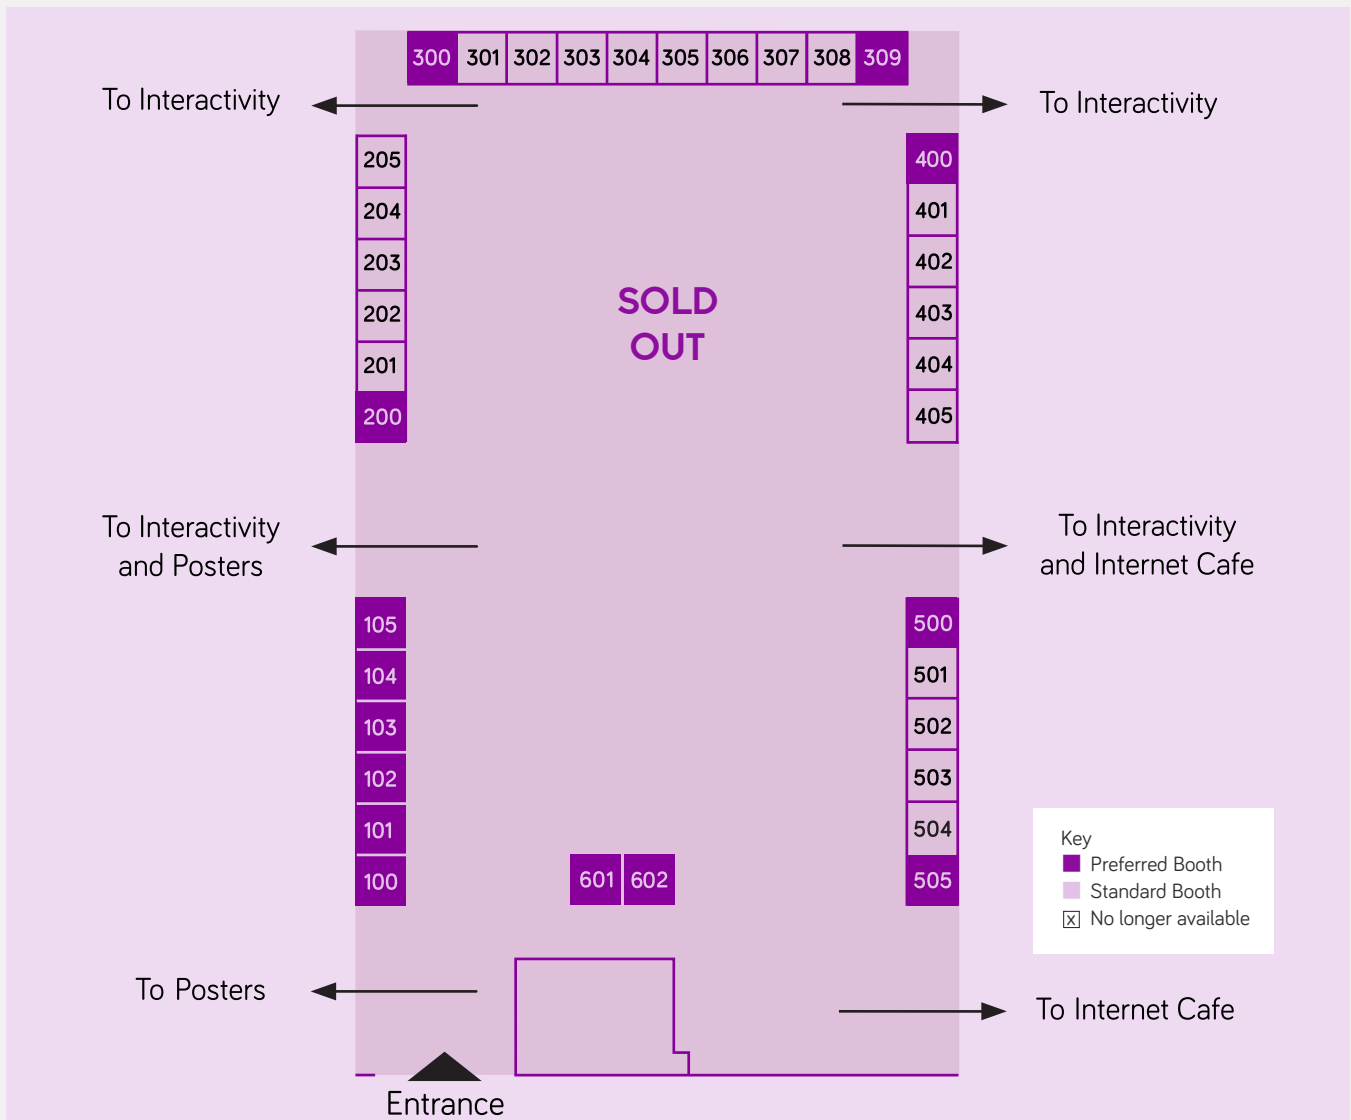 300 301 302 303 304 305 306 307 308 309
To Interactivity
To Interactivity
205
204
203
202
201
200
400
401
402
403
404
405
SOLD
OUT
To Interactivity
and Posters
To Interactivity
and Internet Cafe
105
104
103
102
101
100
500
501
502
503
504
505
601 602
Key
Preferred Booth
Standard Booth
X No longer available
To Posters
To Internet Cafe
Entrance